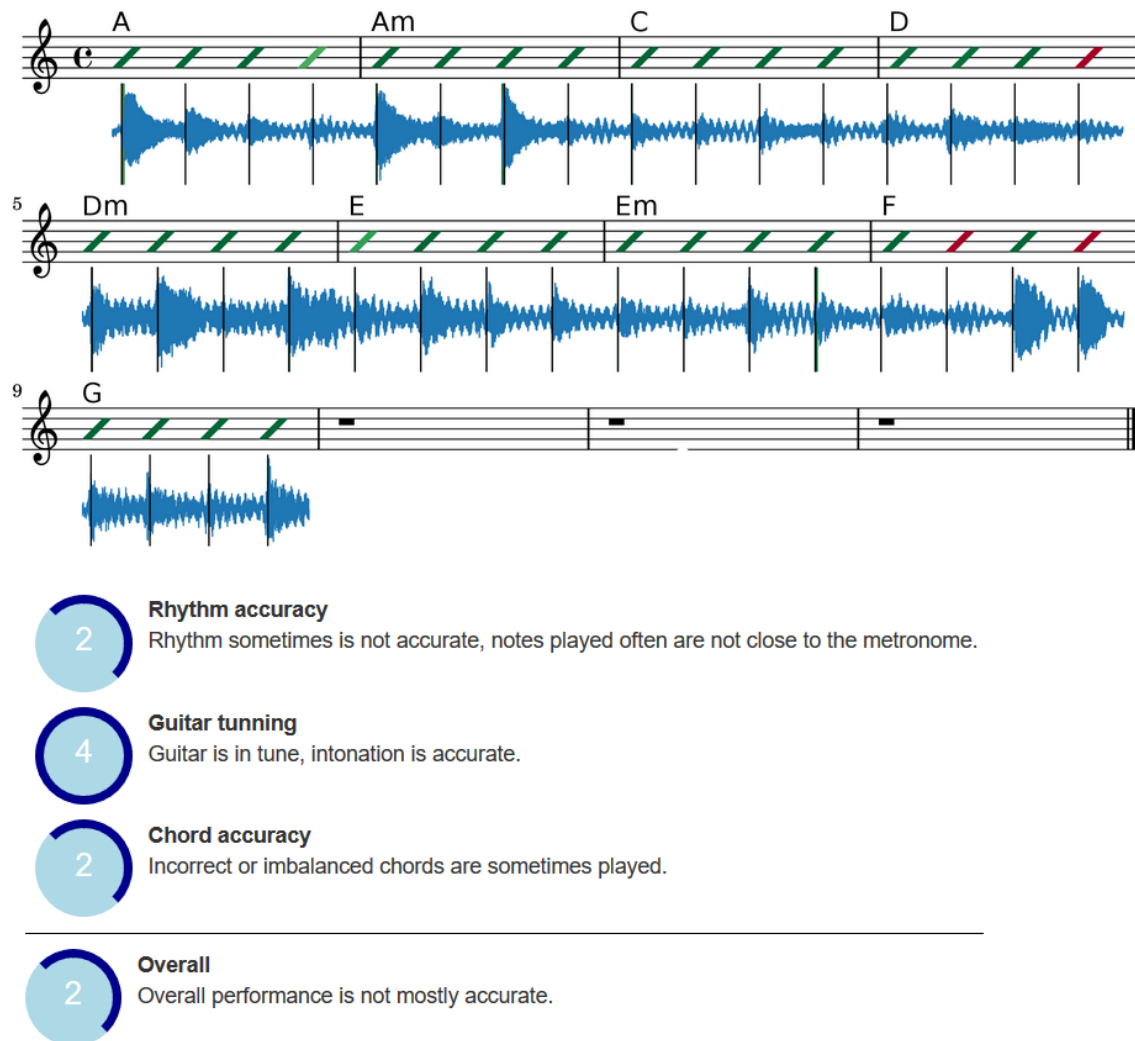 A Am C D
5
Dm E Em F
9
G
2
Rhythm accuracy
Rhythm sometimes is not accurate, notes played often are not close to the metronome.
4
Guitar tunning
Guitar is in tune, intonation is accurate.
2
Chord accuracy
Incorrect or imbalanced chords are sometimes played.
2
Overall
Overall performance is not mostly accurate.